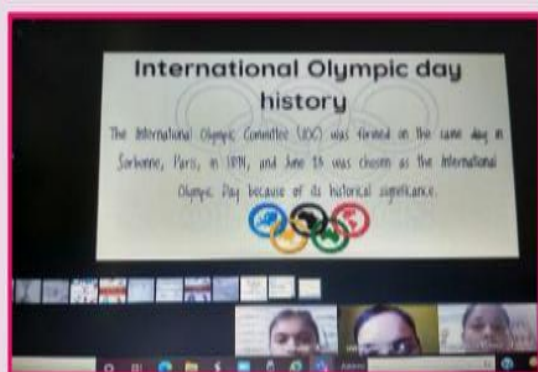 International Olympic day
history
The International Olympic Committee (IOC) was formed on the same day in
Sorbonne, Paris, in 1894, and June 23 was chosen as the International
Olympic Day because of its historical significance.